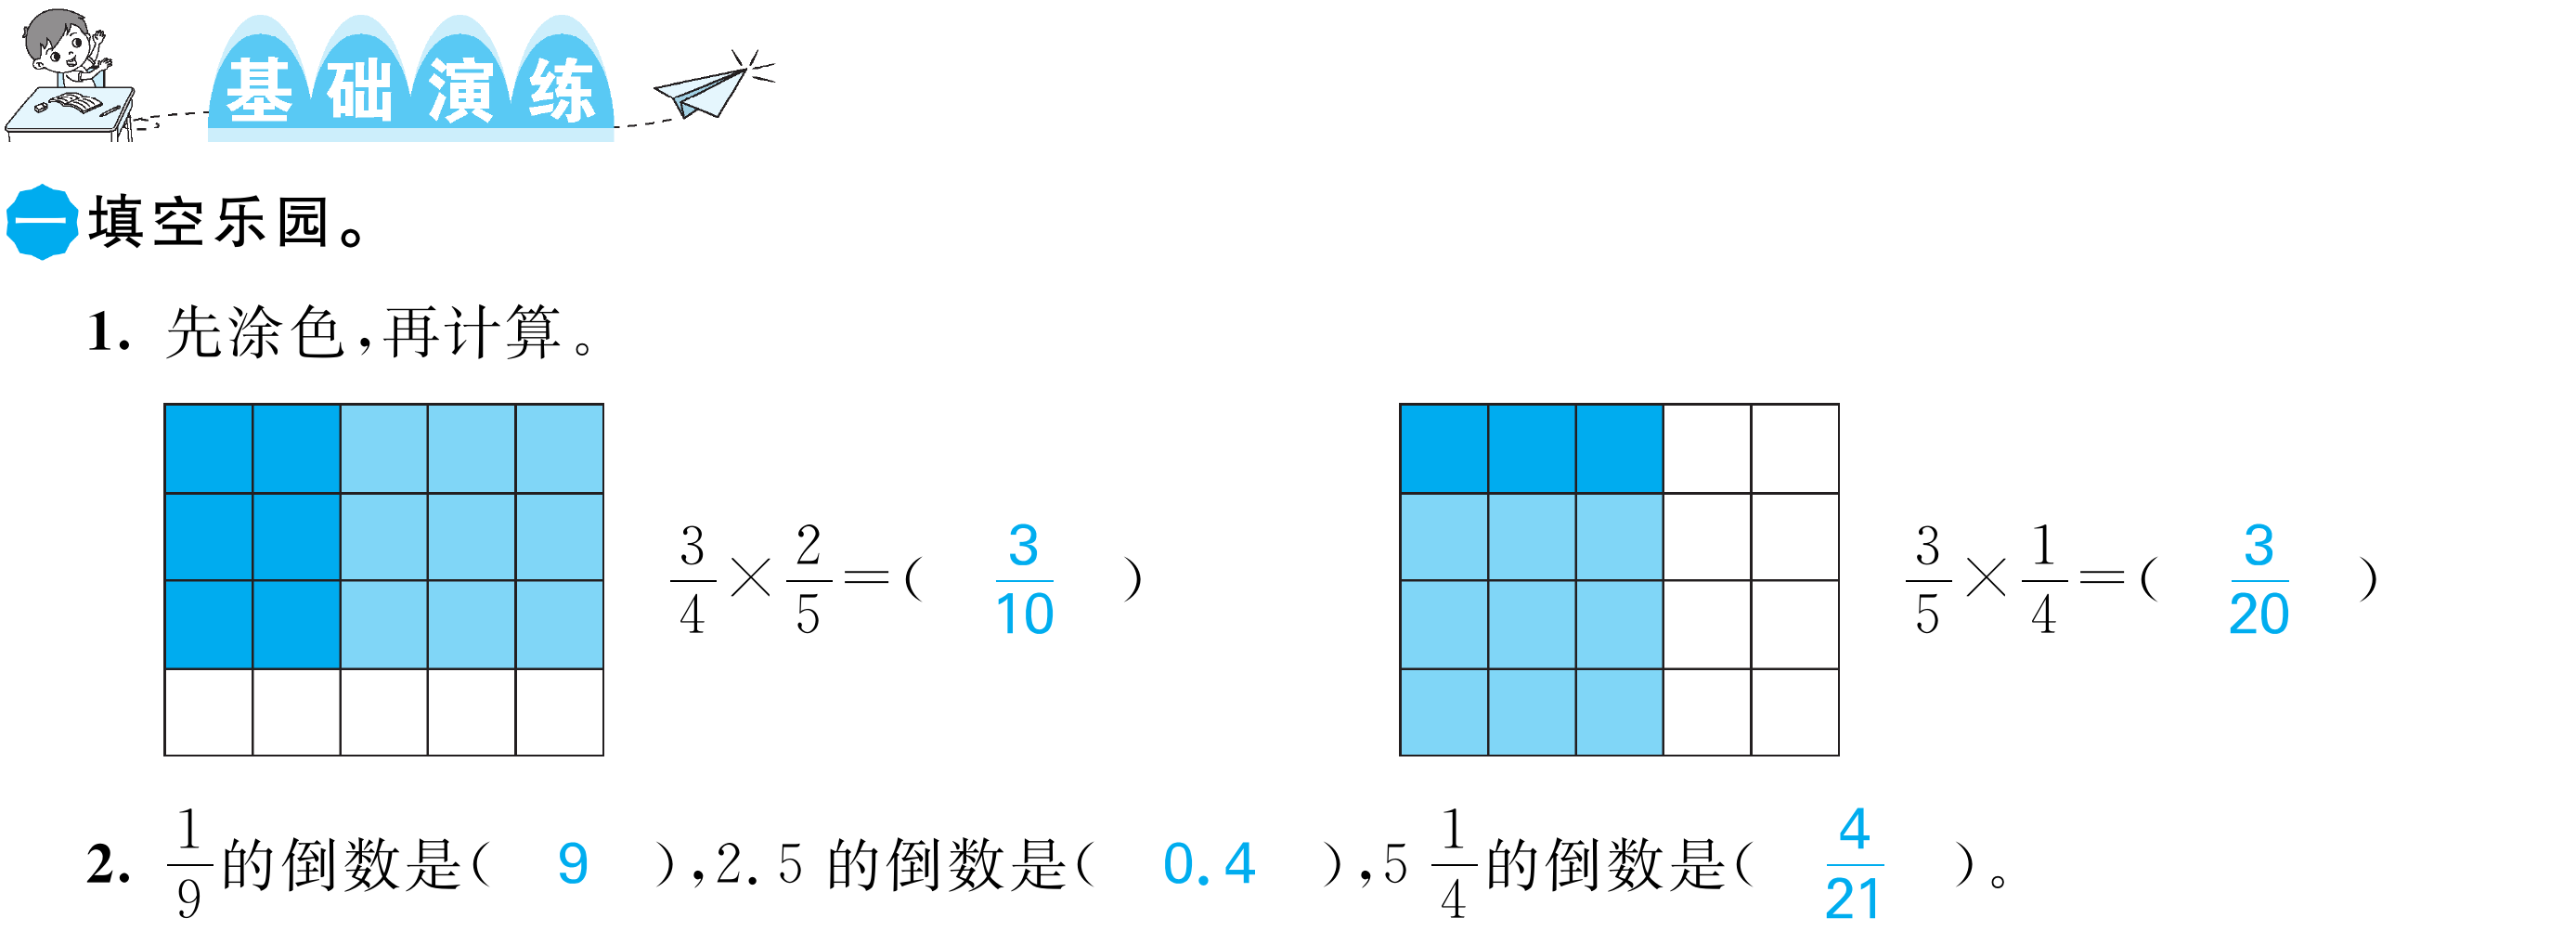 基础演练
一 填空乐园。
1. 先涂色,再计算。
3/4×2/5=( 3/10 ) 3/5×1/4=( 3/20 )
2. 1/9的倒数是( 9 ),2.5 的倒数是( 0.4 ),5 1/4的倒数是( 4/21 )。